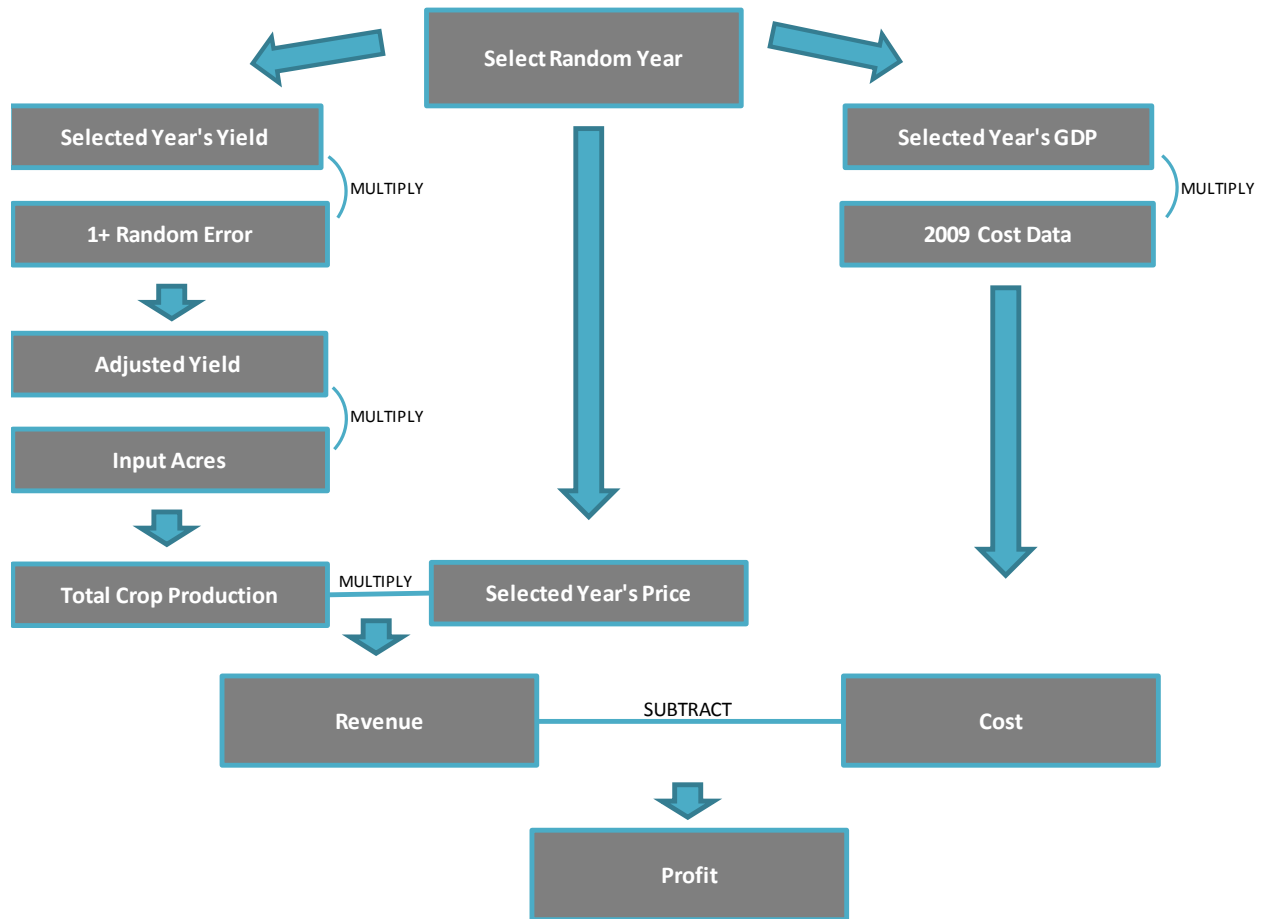 Select Random Year
Selected Year's Yield
Selected Year's GDP
MULTIPLY
MULTIPLY
1+ Random Error
2009 Cost Data
Adjusted Yield
MULTIPLY
Input Acres
Total Crop Production
MULTIPLY
Selected Year's Price
Revenue
SUBTRACT
Cost
Profit